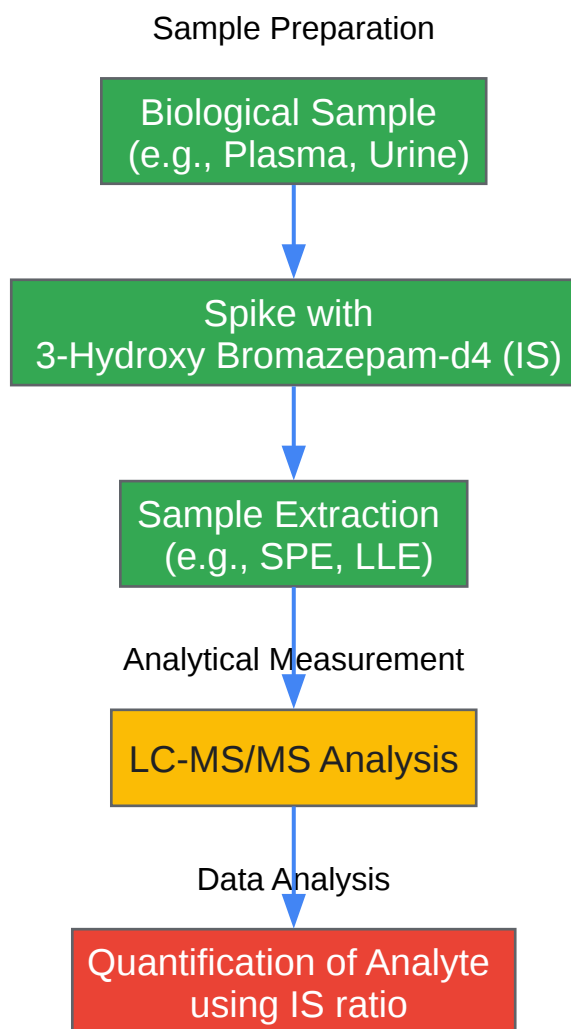 Sample Preparation
Biological Sample
(e.g., Plasma, Urine)
Spike with
3-Hydroxy Bromazepam-d4 (IS)
Sample Extraction
(e.g., SPE, LLE)
Analytical Measurement
LC-MS/MS Analysis
Data Analysis
Quantification of Analyte
using IS ratio